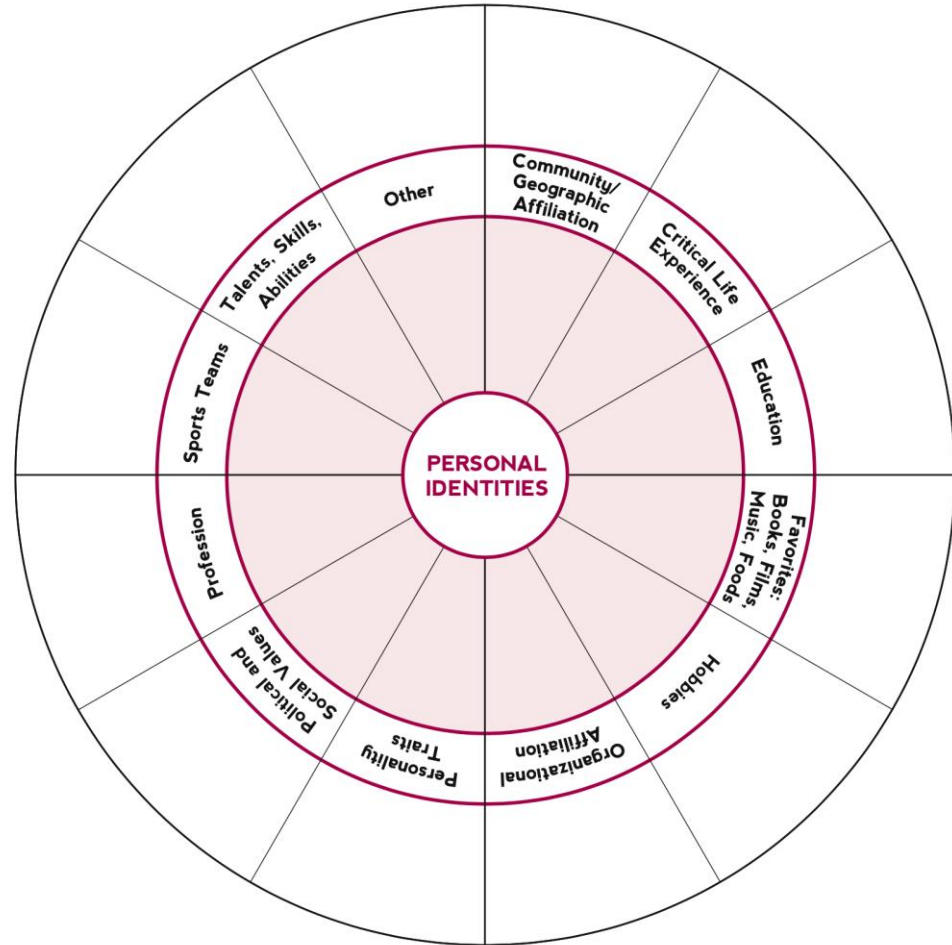 PERSONAL
IDENTITIES
Community/
Geographic
Affiliation
Critical Life
Experience
Education
Favorites:
Books, Films,
Music, Foods
Hobbies
Organizational
Affiliation
Personality
Traits
Political and
Social Values
Profession
Sports Teams
Talents, Skills,
Abilities
Other